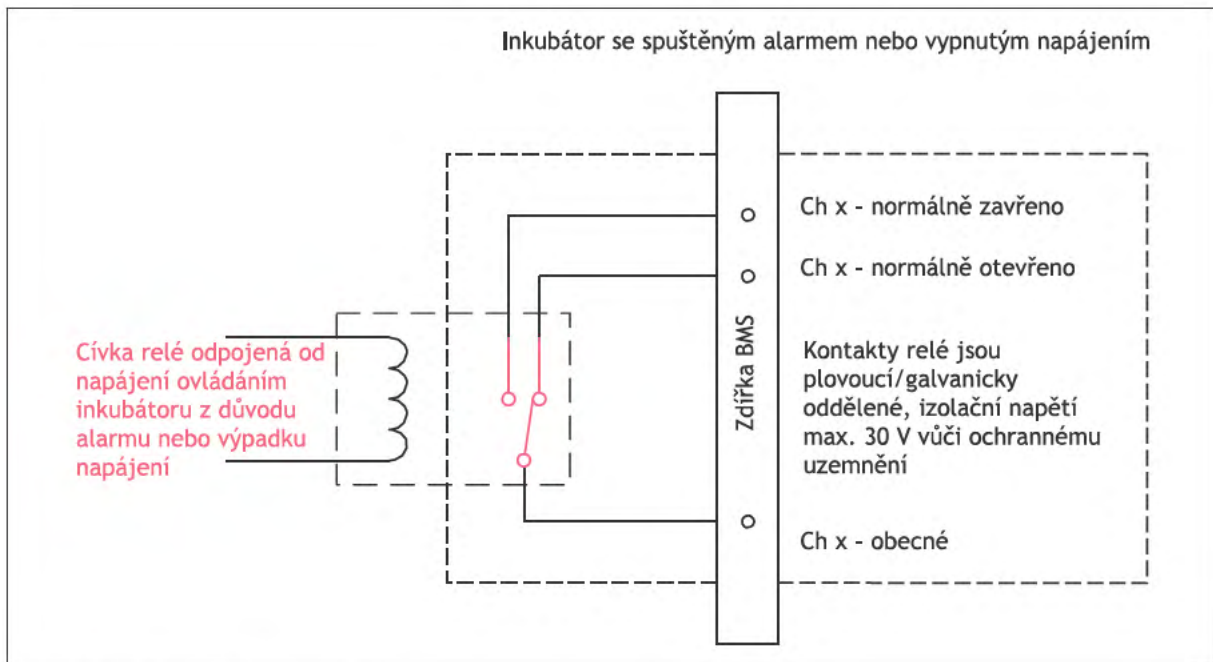 Inkubátor se spuštěným alarmem nebo vypnutým napájením
Ch x - normálně zavřeno
Ch x - normálně otevřeno
Cívka relé odpojená od
napájení ovládáním
inkubátoru z důvodu
alarmu nebo výpadku
napájení
Zdířka BMS
Kontakty relé jsou
plovoucí/galvanicky
oddělené, izolační napětí
max. 30 V vůči ochrannému
uzemnění
Ch x - obecné